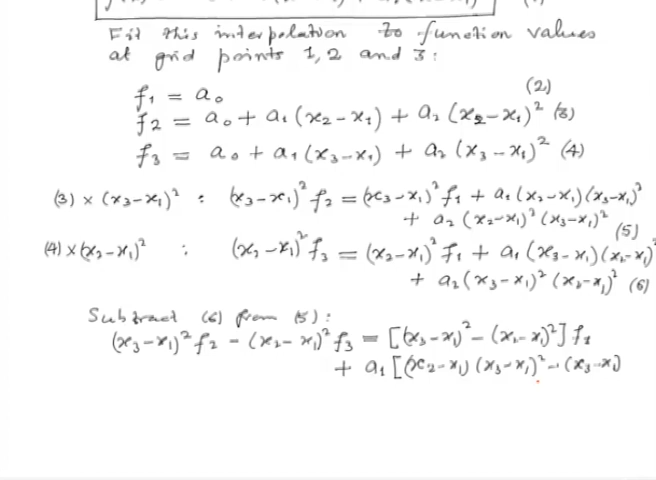 Fit this interpolation to function values
at grid points 1, 2 and 3:
f₁ = a₀ (2)
f₂ = a₀ + a₁ (x₂-x₁) + a₂ (x₂-x₁)² (3)
f₃ = a₀ + a₁ (x₃-x₁) + a₂ (x₃-x₁)² (4)
(3) × (x₃-x₁)² : (x₃-x₁)² f₂ = (x₃-x₁)² f₁ + a₁ (x₂-x₁) (x₃-x₁)²
+ a₂ (x₂-x₁)² (x₃-x₁)² (5)
(4) × (x₂-x₁)² : (x₂-x₁)² f₃ = (x₂-x₁)² f₁ + a₁ (x₃-x₁) (x₂-x₁)²
+ a₂ (x₃-x₁)² (x₂-x₁)² (6)
Subtract (6) from (5):
(x₃-x₁)² f₂ - (x₂-x₁)² f₃ = [(x₃-x₁)² - (x₂-x₁)²] f₁
+ a₁ [(x₂-x₁) (x₃-x₁)² - (x₃-x₁)